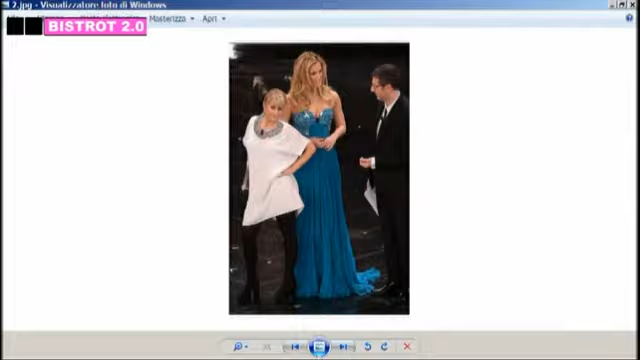 2.jpg - Visualizzatore foto di Windows
Masterizza
Apri
BISTROT 2.0